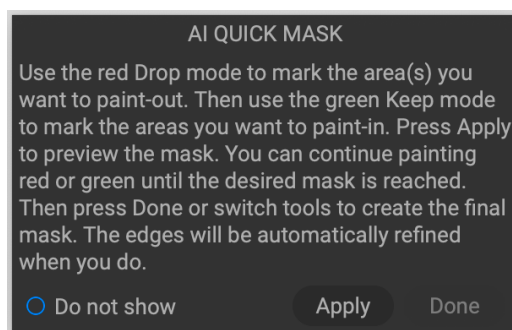 AI QUICK MASK
Use the red Drop mode to mark the area(s) you
want to paint-out. Then use the green Keep mode
to mark the areas you want to paint-in. Press Apply
to preview the mask. You can continue painting
red or green until the desired mask is reached.
Then press Done or switch tools to create the final
mask. The edges will be automatically refined
when you do.
Do not show Apply Done